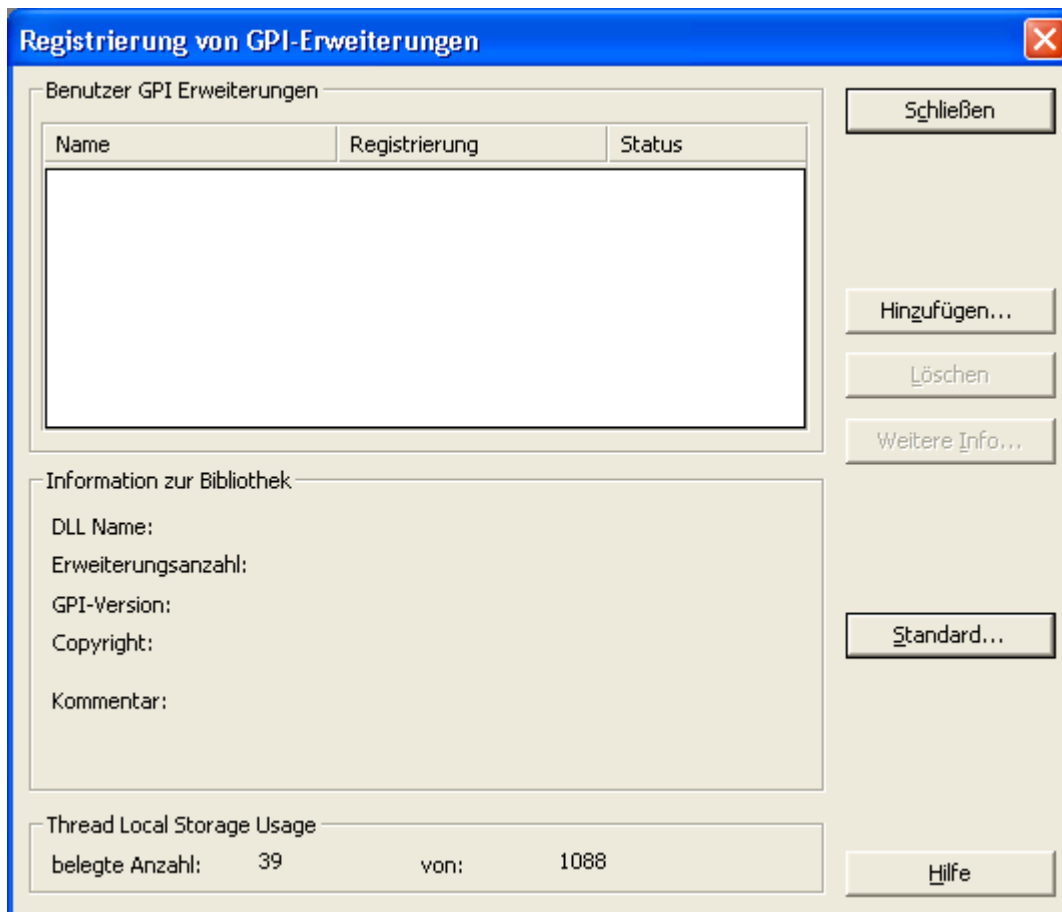 Registrierung von GPI-Erweiterungen
Benutzer GPI Erweiterungen
Name Registrierung Status
Schließen
Hinzufügen...
Löschen
Weitere Info...
Information zur Bibliothek
DLL Name:
Erweiterungsanzahl:
GPI-Version:
Copyright:
Kommentar:
Standard...
Thread Local Storage Usage
belegte Anzahl: 39 von: 1088
Hilfe